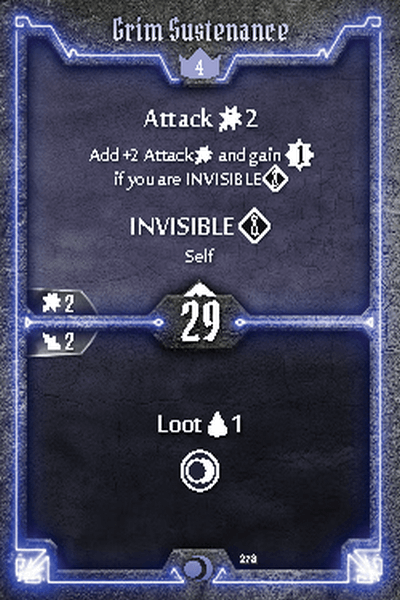 Grim Sustenance
4
Attack 2
Add +2 Attack and gain 1
if you are INVISIBLE
INVISIBLE
Self
2
29
2
Loot 1